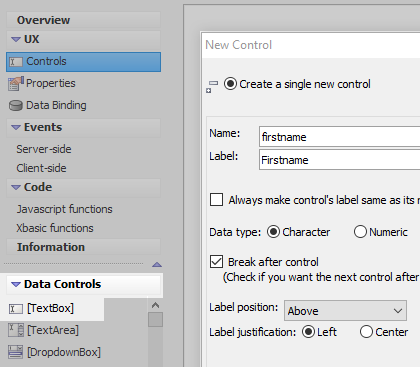 Overview
UX
Controls
Properties
Data Binding
Events
Server-side
Client-side
Code
Javascript functions
Xbasic functions
Information
Data Controls
[TextBox]
[TextArea]
[DropdownBox]
New Control
Create a single new control
Name: firstname
Label: Firstname
Always make control's label same as its
Data type: Character Numeric
Break after control
(Check if you want the next control after
Label position: Above
Label justification: Left Center